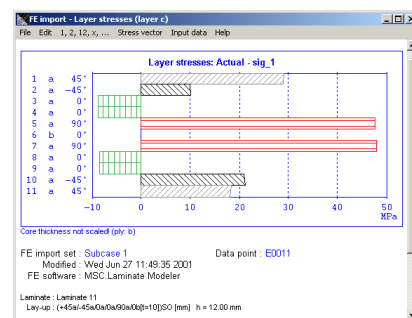 FE import - Layer stresses (layer c)
File Edit 1, 2, 12, x, ... Stress vector Input data Help
Layer stresses: Actual - sig_1
1 a 45°
2 a -45°
3 a 0°
4 a 0°
5 a 90°
6 b 0°
7 a 90°
8 a 0°
9 a 0°
10 a -45°
11 a 45°
-10 0 10 20 30 40 50
MPa
Core thickness not scaled! (ply: b)
FE import set : Subcase 1 Data point : E0011
Modified : Wed Jun 27 11:49:35 2001
FE software : MSC.Laminate Modeler
Laminate : Laminate 11
Lay-up : (+45a/-45a/0a/0a/90a/0b[t=10])SO [mm] h = 12.00 mm